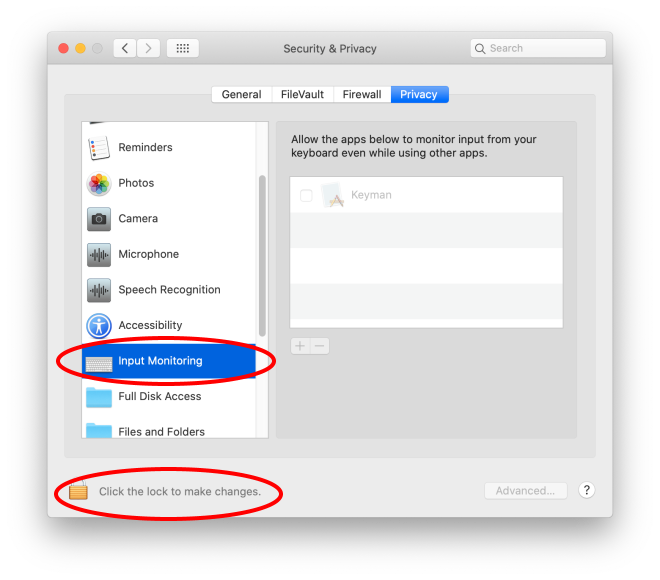 Security & Privacy
Search
General
FileVault
Firewall
Privacy
Reminders
Photos
Camera
Microphone
Speech Recognition
Accessibility
Input Monitoring
Full Disk Access
Files and Folders
Allow the apps below to monitor input from your
keyboard even while using other apps.
Keyman
+
−
Click the lock to make changes.
Advanced...
?